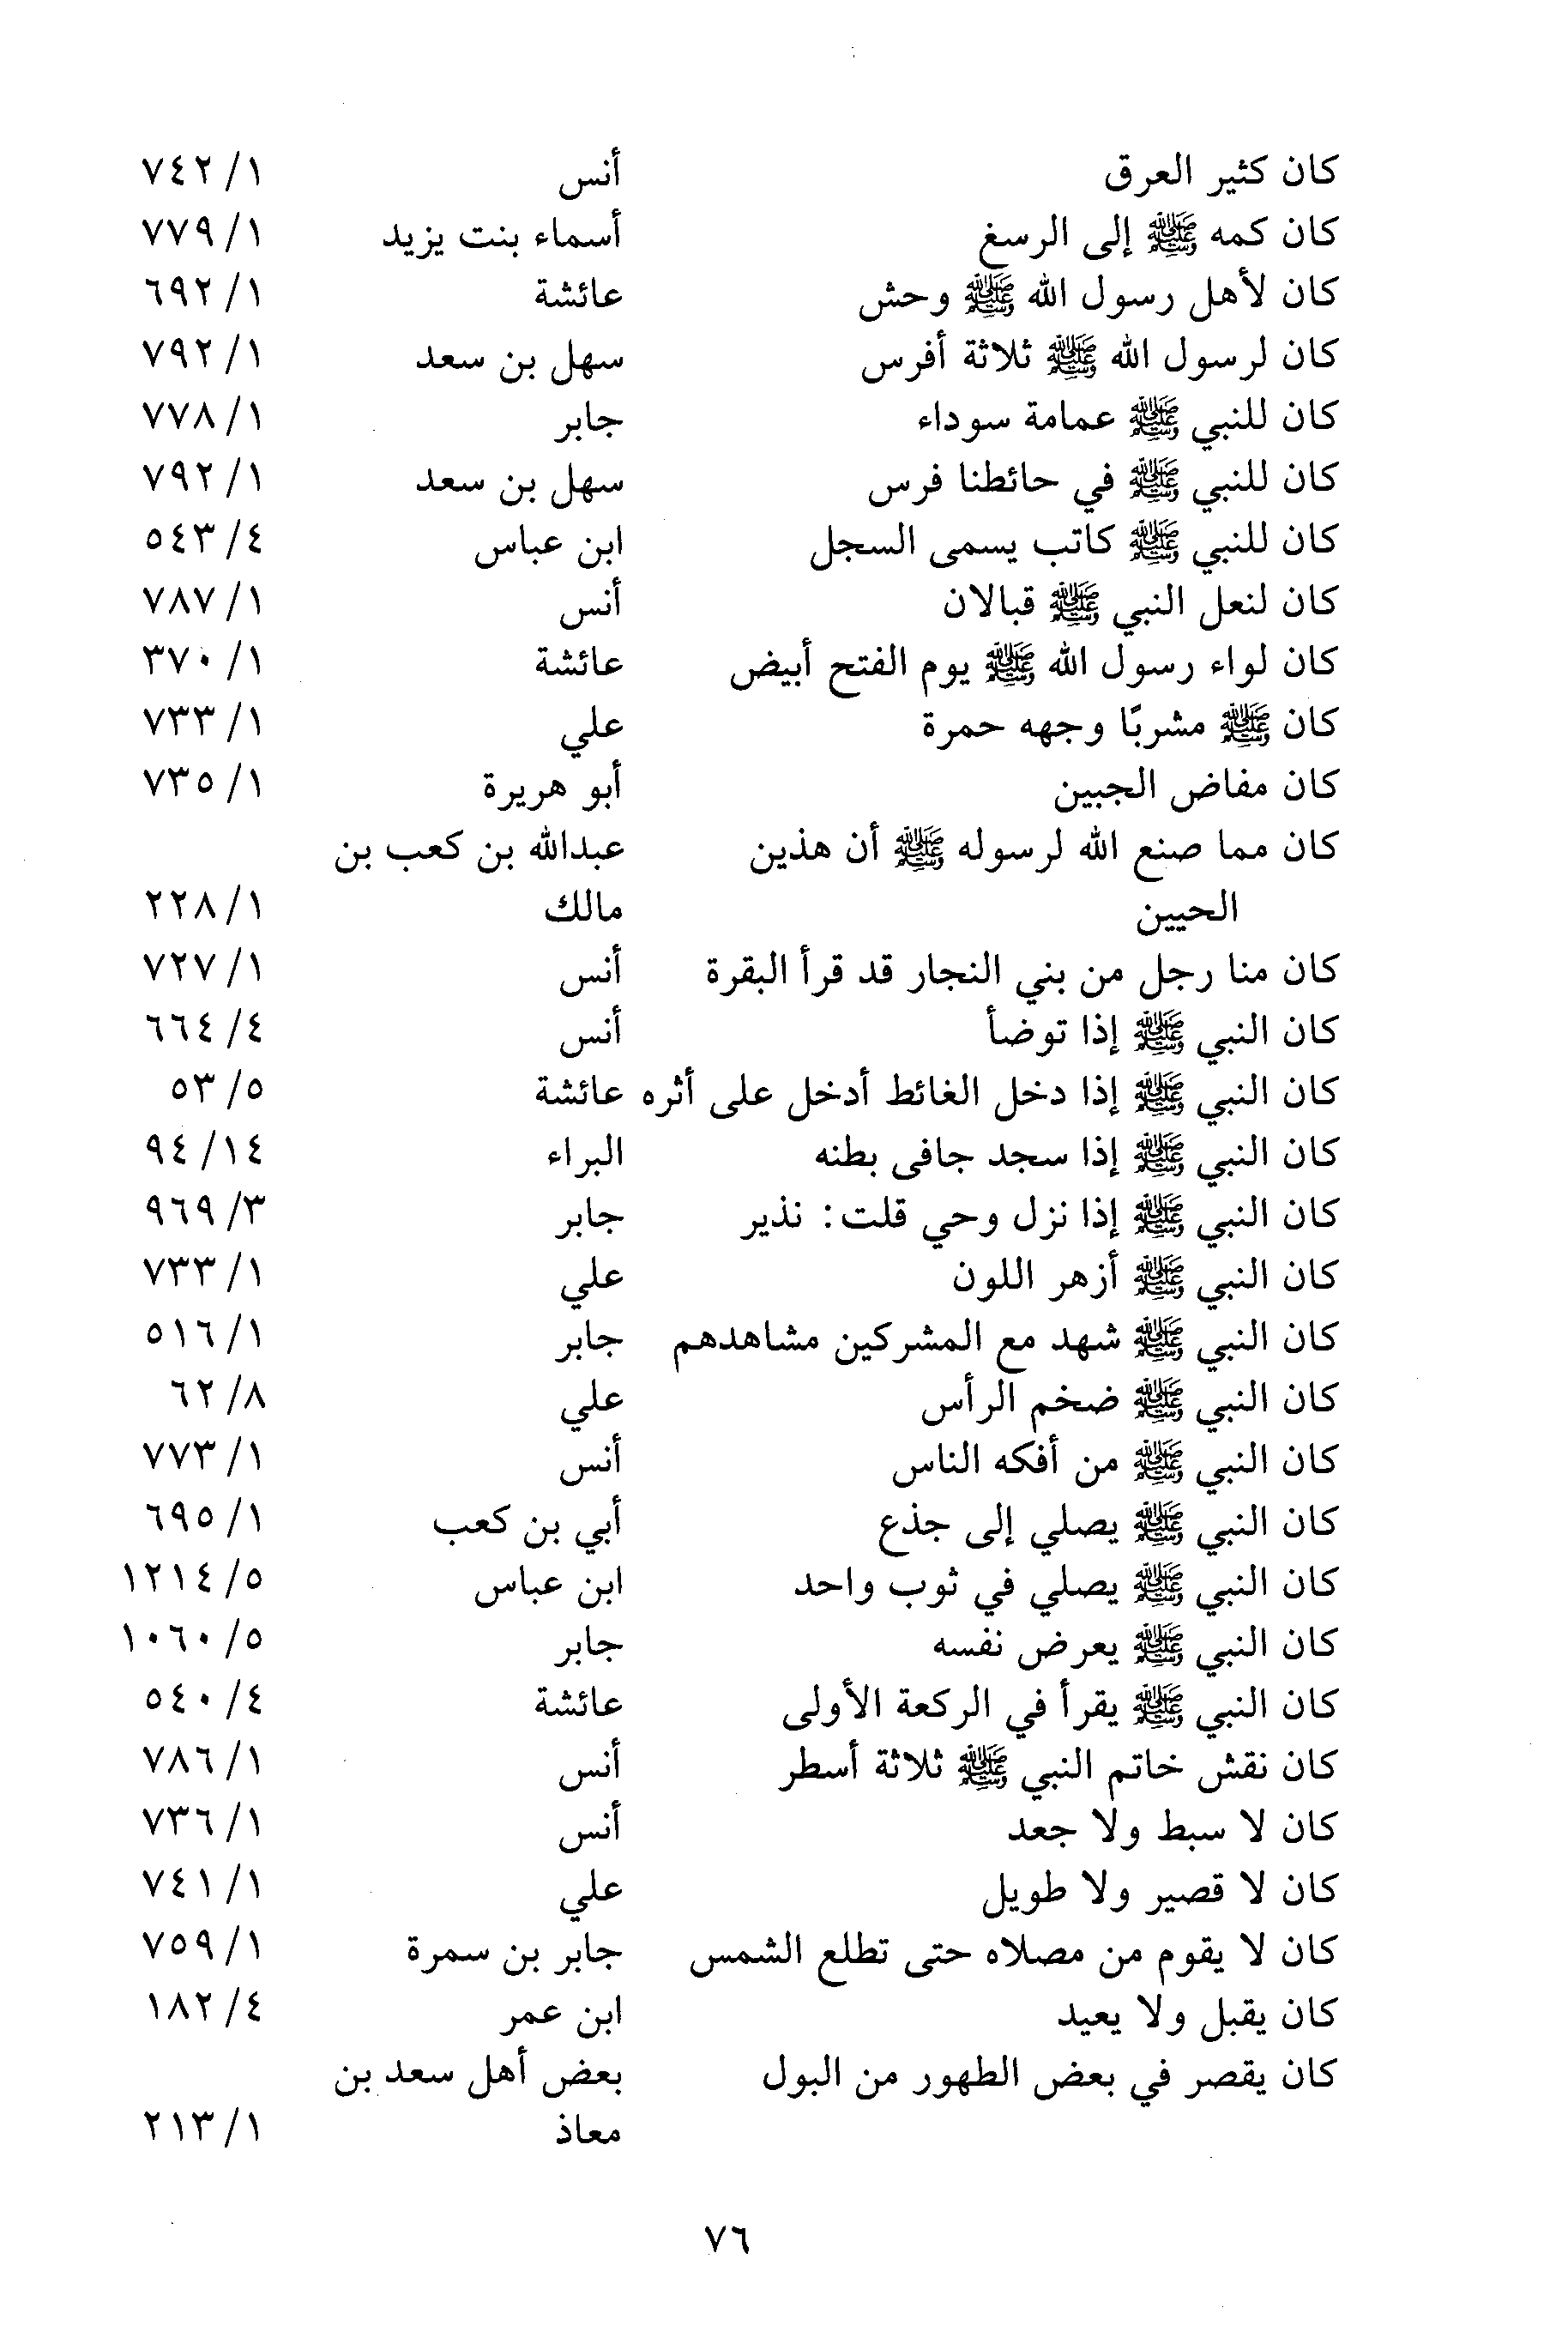 كان كثير العرق أنس ١/ ٧٤٢
كان كمه ﷺ إلى الرسغ أسماء بنت يزيد ١/ ٧٧٩
كان لأهل رسول الله ﷺ وحش عائشة ١/ ٦٩٢
كان لرسول الله ﷺ ثلاثة أفرس سهل بن سعد ١/ ٧٩٢
كان للنبي ﷺ عمامة سوداء جابر ١/ ٧٧٨
كان للنبي ﷺ في حائطنا فرس سهل بن سعد ١/ ٧٩٢
كان للنبي ﷺ كاتب يسمى السجل ابن عباس ٤/ ٥٤٣
كان لنعل النبي ﷺ قبالان أنس ١/ ٧٨٧
كان لواء رسول الله ﷺ يوم الفتح أبيض عائشة ١/ ٣٧٠
كان ﷺ مشربًا وجهه حمرة علي ١/ ٧٣٣
كان مفاض الجبين أبو هريرة ١/ ٧٣٥
كان مما صنع الله لرسوله ﷺ أن هذين عبدالله بن كعب بن
الحيين مالك ١/ ٢٢٨
كان منا رجل من بني النجار قد قرأ البقرة أنس ١/ ٧٢٧
كان النبي ﷺ إذا توضأ أنس ٤/ ٦٦٤
كان النبي ﷺ إذا دخل الغائط أدخل على أثره عائشة ٥/ ٥٣
كان النبي ﷺ إذا سجد جافى بطنه البراء ١٤/ ٩٤
كان النبي ﷺ إذا نزل وحي قلت: نذير جابر ٣/ ٩٦٩
كان النبي ﷺ أزهر اللون علي ١/ ٧٣٣
كان النبي ﷺ شهد مع المشركين مشاهدهم جابر ١/ ٥١٦
كان النبي ﷺ ضخم الرأس علي ٨/ ٦٢
كان النبي ﷺ من أفكه الناس أنس ١/ ٧٧٣
كان النبي ﷺ يصلي إلى جذع أبي بن كعب ١/ ٦٩٥
كان النبي ﷺ يصلي في ثوب واحد ابن عباس ٥/ ١٢١٤
كان النبي ﷺ يعرض نفسه جابر ٥/ ١٠٦٠
كان النبي ﷺ يقرأ في الركعة الأولى عائشة ٤/ ٥٤٠
كان نقش خاتم النبي ﷺ ثلاثة أسطر أنس ١/ ٧٨٦
كان لا سبط ولا جعد أنس ١/ ٧٣٦
كان لا قصير ولا طويل علي ١/ ٧٤١
كان لا يقوم من مصلاه حتى تطلع الشمس جابر بن سمرة ١/ ٧٥٩
كان يقبل ولا يعيد ابن عمر ٤/ ١٨٢
كان يقصر في بعض الطهور من البول بعض أهل سعد بن
معاذ ١/ ٢١٣
٧٦